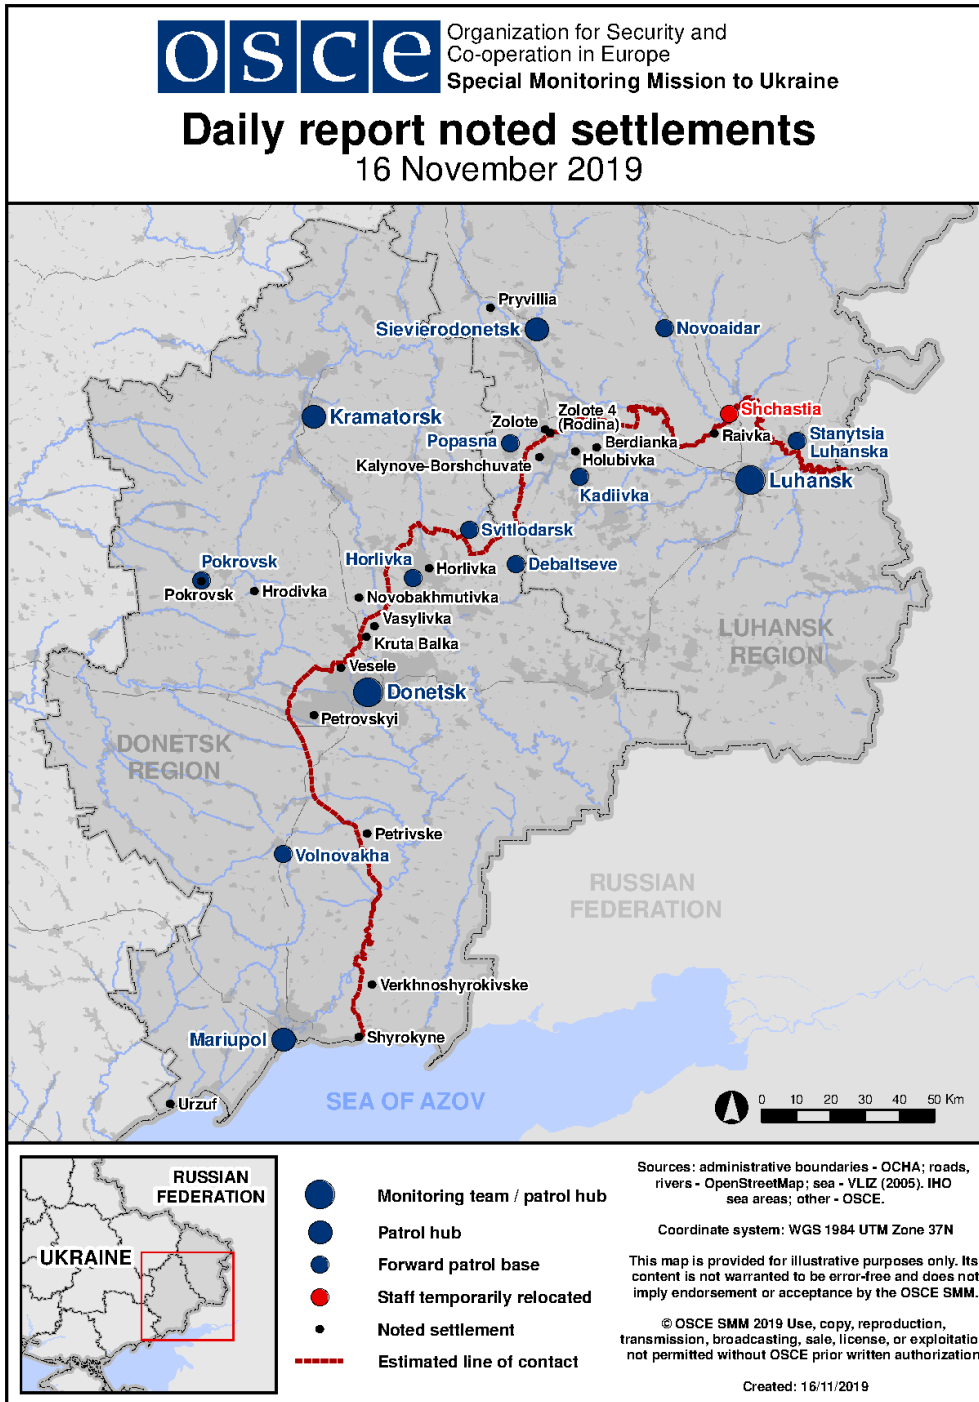 osce
Organization for Security and
Co-operation in Europe
Special Monitoring Mission to Ukraine
Daily report noted settlements
16 November 2019
Pryvillia
Sievierodonetsk
Novoaidar
Kramatorsk
Shchastia
Zolote
Zolote 4
(Rodina)
Raivka
Stanytsia
Luhanska
Popasna
Berdianka
Kalynove-Borshchuvate
Holubivka
Luhansk
Kadiivka
Svitlodarsk
Pokrovsk
Horlivka
Horlivka
Debaltseve
Pokrovsk
Hrodivka
Novobakhmutivka
Vasylivka
Kruta Balka
LUHANSK
REGION
Vesele
Donetsk
Petrovskyi
DONETSK
REGION
Petrivske
Volnovakha
RUSSIAN
FEDERATION
Verkhnoshyrokivske
Mariupol
Shyrokyne
Urzuf
SEA OF AZOV
0 10 20 30 40 50 Km
RUSSIAN
FEDERATION
UKRAINE
Monitoring team / patrol hub
Patrol hub
Forward patrol base
Staff temporarily relocated
Noted settlement
Estimated line of contact
Sources: administrative boundaries - OCHA; roads,
rivers - OpenStreetMap; sea - VLIZ (2005). IHO
sea areas; other - OSCE.
Coordinate system: WGS 1984 UTM Zone 37N
This map is provided for illustrative purposes only. Its
content is not warranted to be error-free and does not
imply endorsement or acceptance by the OSCE SMM.
© OSCE SMM 2019 Use, copy, reproduction,
transmission, broadcasting, sale, license, or exploitatio
not permitted without OSCE prior written authorization
Created: 16/11/2019